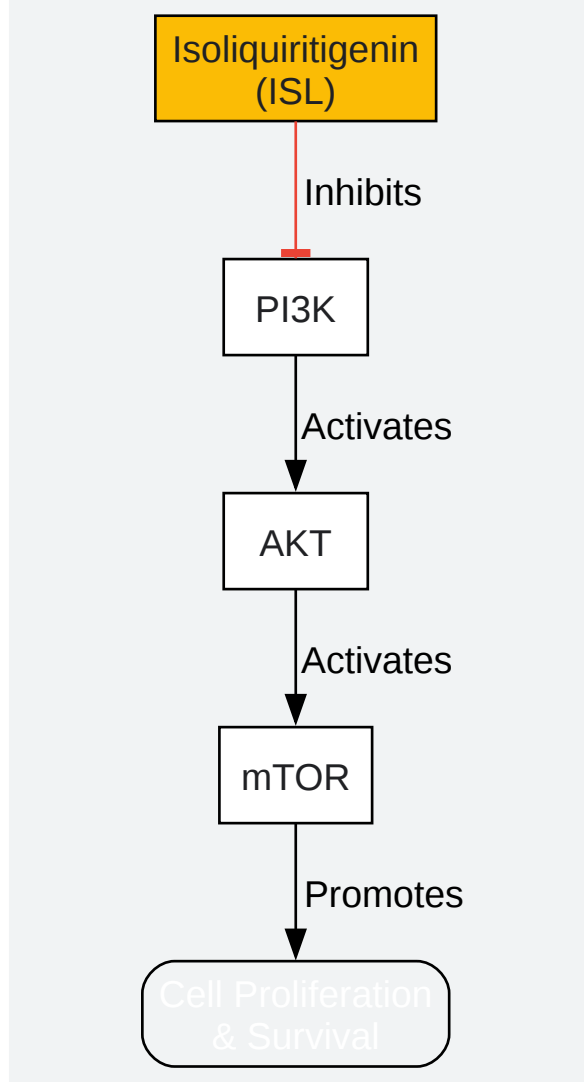 Isoliquiritigenin
(ISL)
Inhibits
PI3K
Activates
AKT
Activates
mTOR
Promotes
Cell Proliferation
& Survival